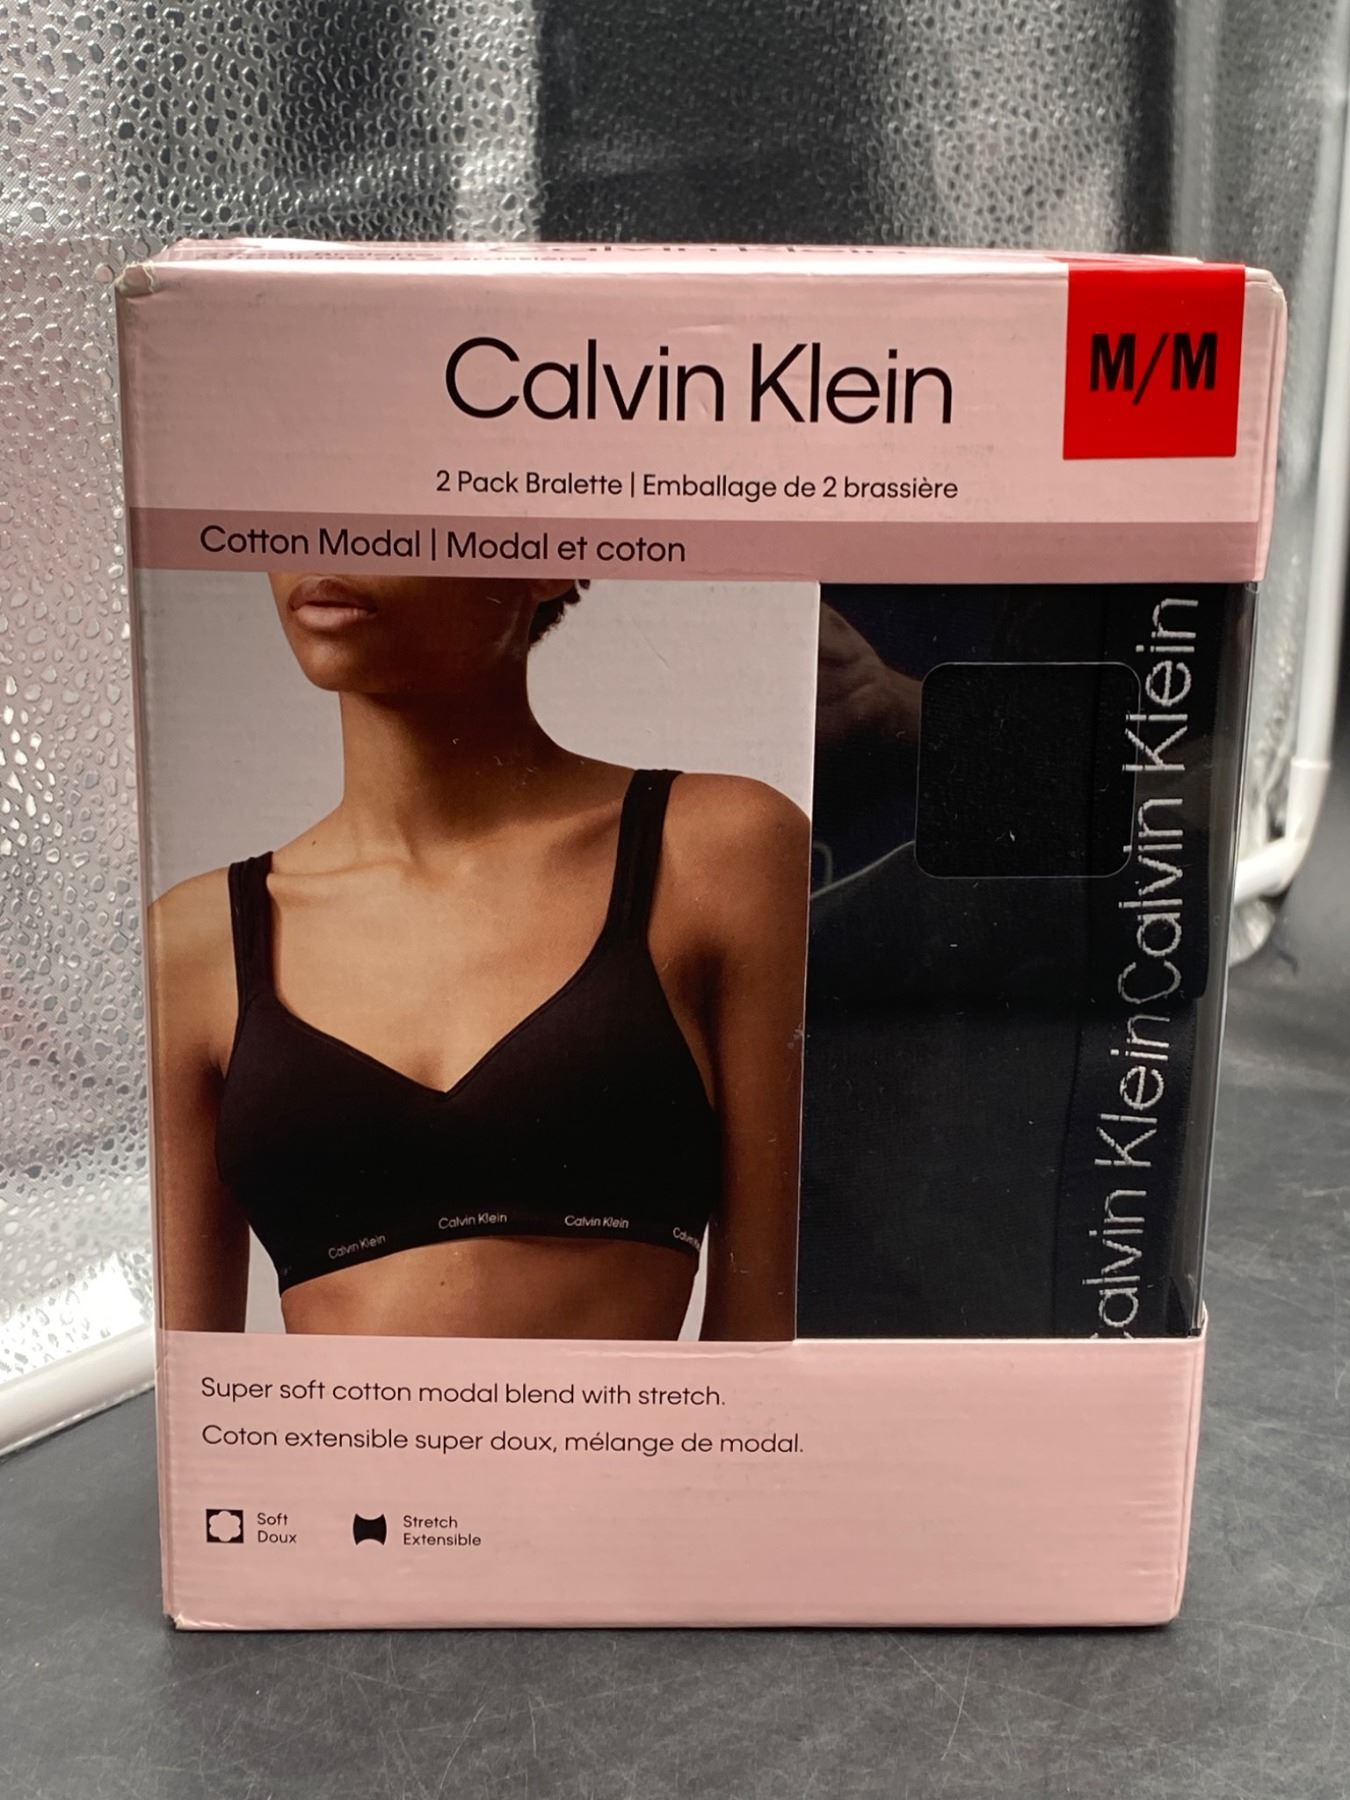 Calvin Klein
M/M
2 Pack Bralette | Emballage de 2 brassière
Cotton Modal | Modal et coton
Calvin Klein
Calvin Klein
Calvin Klein
Calvin Klein
Calvin Klein
Super soft cotton modal blend with stretch.
Coton extensible super doux, mélange de modal.
Soft
Doux
Stretch
Extensible